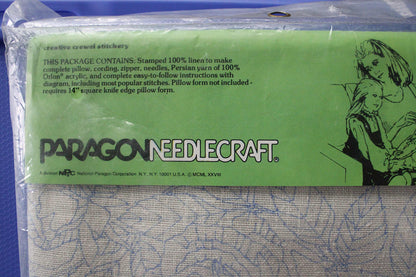 creative crewel stitchery
THIS PACKAGE CONTAINS: Stamped 100% linen to make
complete pillow, cording, zipper, needles, Persian yarn of 100%
Orlon® acrylic, and complete easy-to-follow instructions with
diagram, including most popular stitches. Pillow form not included -
requires 14" square knife edge pillow form.
PARAGON NEEDLECRAFT®
A division NPC National Paragon Corporation N.Y. N.Y. 10001 U.S.A. © MCML XXVIII